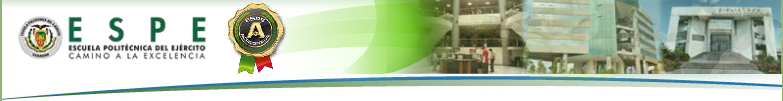 ESPE
ESCUELA POLITÉCNICA DEL EJÉRCITO
CAMINO A LA EXCELENCIA
A